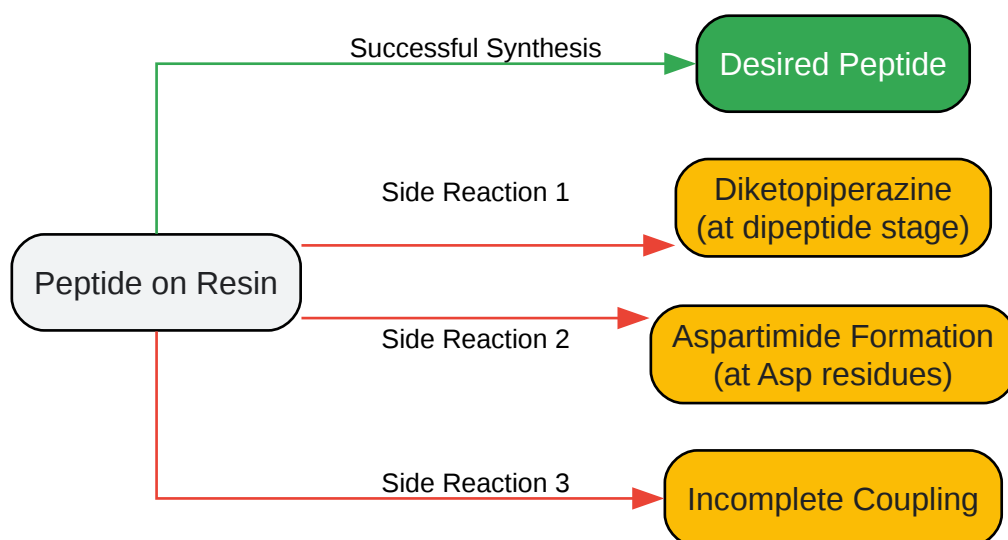 Successful Synthesis
Desired Peptide
Side Reaction 1
Diketopiperazine
(at dipeptide stage)
Peptide on Resin
Side Reaction 2
Aspartimide Formation
(at Asp residues)
Side Reaction 3
Incomplete Coupling